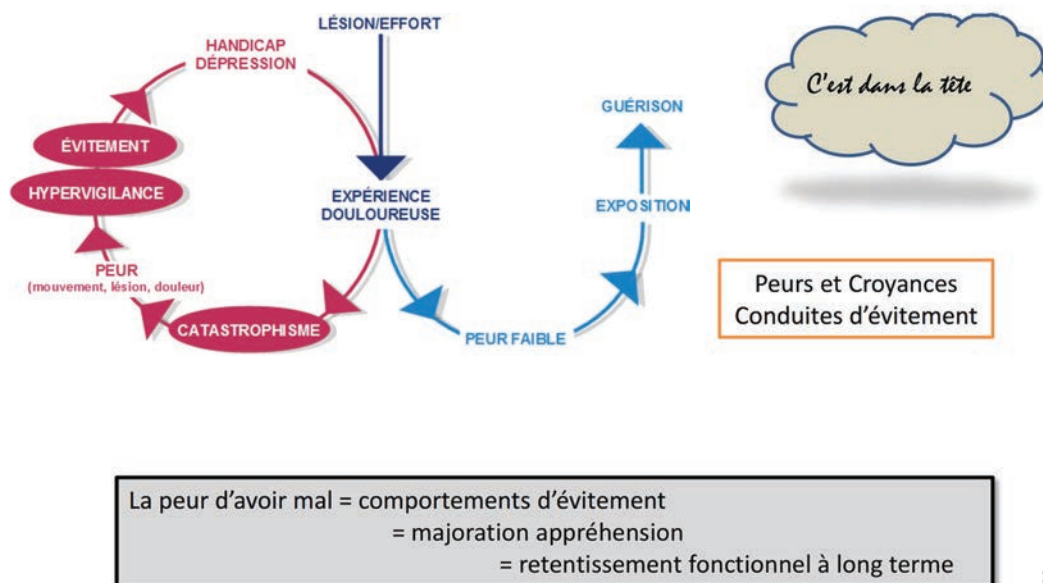 LÉSION/EFFORT
HANDICAP
DÉPRESSION
ÉVITEMENT
HYPERVIGILANCE
PEUR
(mouvement, lésion, douleur)
CATASTROPHISME
EXPÉRIENCE
DOULOUREUSE
PEUR FAIBLE
EXPOSITION
GUÉRISON
C'est dans la tête
Peurs et Croyances
Conduites d'évitement
La peur d'avoir mal = comportements d'évitement
= majoration appréhension
= retentissement fonctionnel à long terme